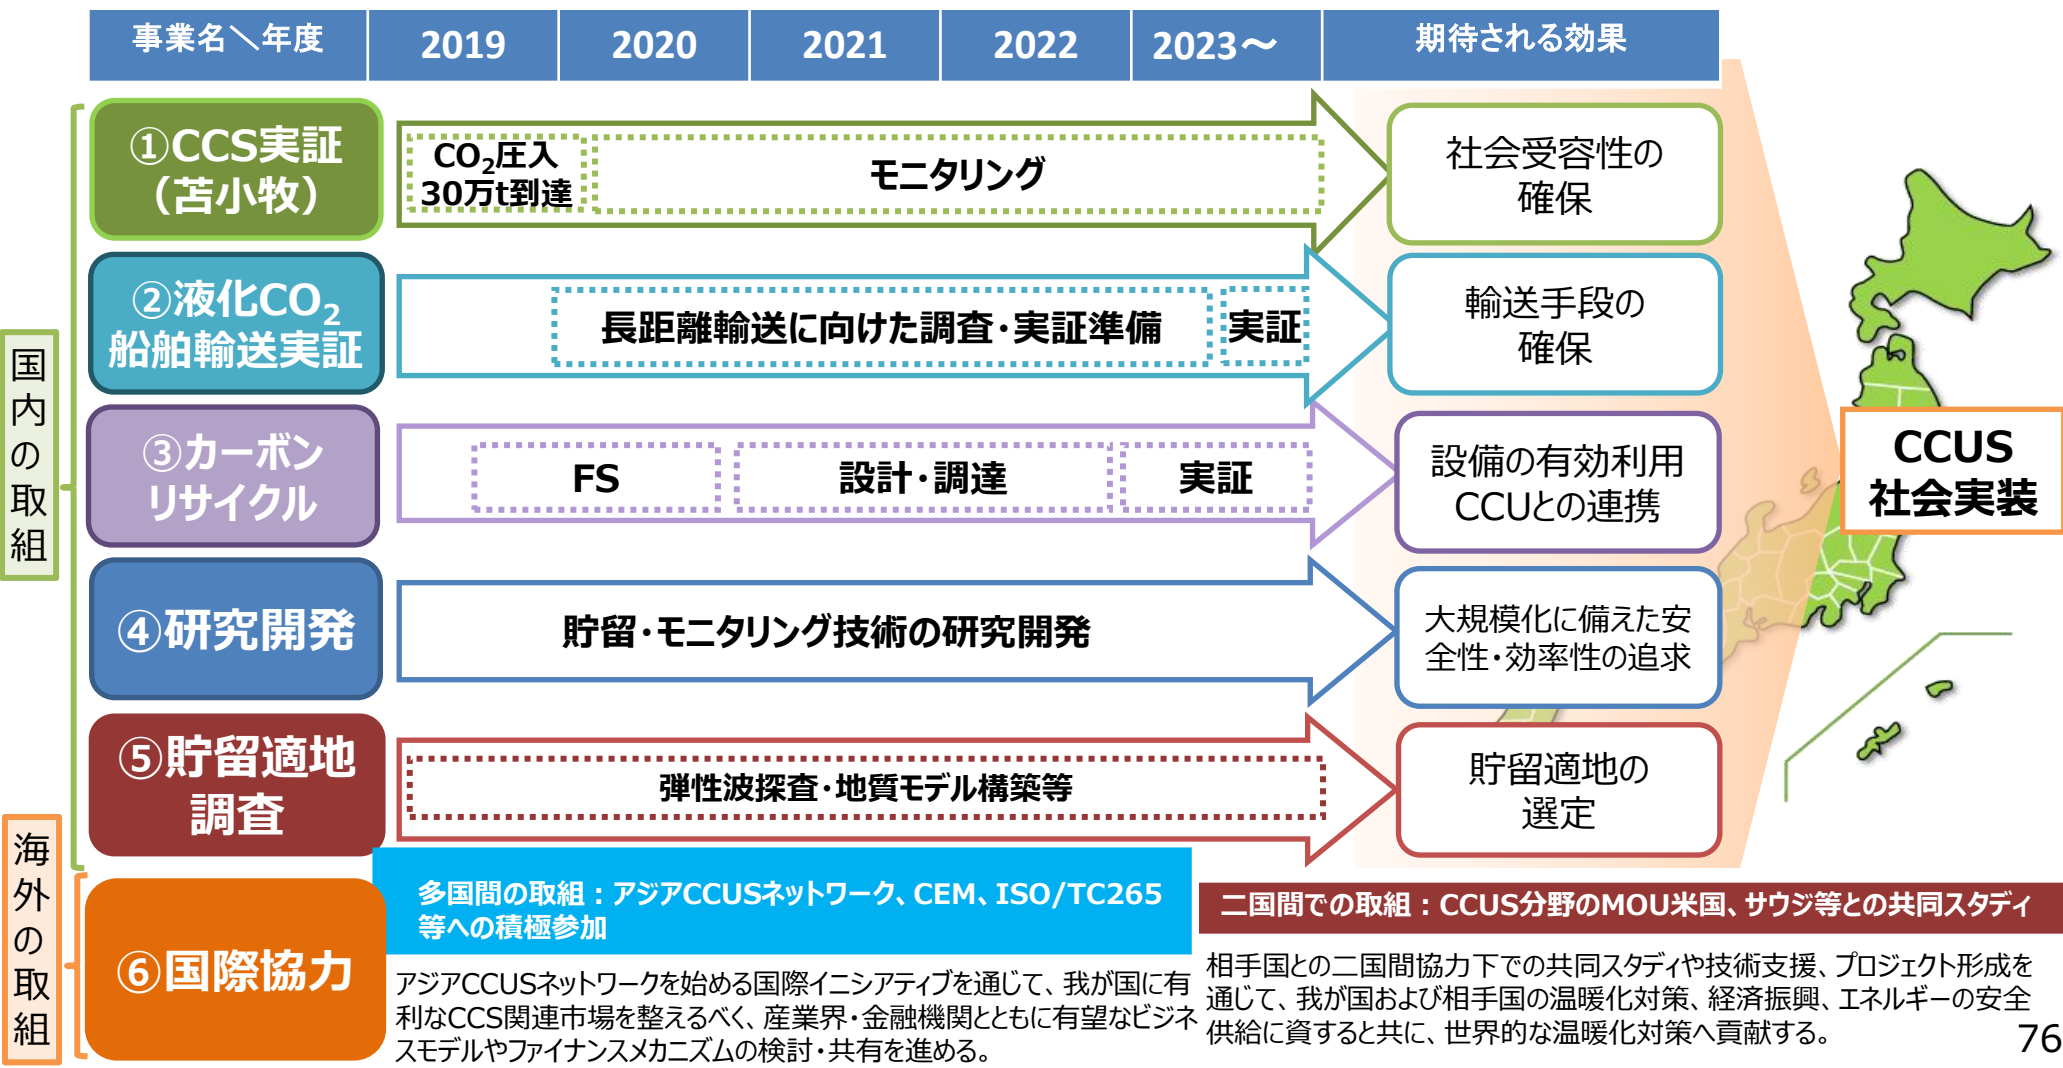 事業名＼年度
2019
2020
2021
2022
2023～
期待される効果
国内の取組
①CCS実証
（苫小牧）
CO₂圧入
30万t到達
モニタリング
社会受容性の
確保
②液化CO₂
船舶輸送実証
長距離輸送に向けた調査・実証準備
実証
輸送手段の
確保
③カーボン
リサイクル
FS
設計・調達
実証
設備の有効利用
CCUとの連携
④研究開発
貯留・モニタリング技術の研究開発
大規模化に備えた安
全性・効率性の追求
⑤貯留適地
調査
弾性波探査・地質モデル構築等
貯留適地の
選定
CCUS
社会実装
海外の取組
⑥国際協力
多国間の取組：アジアCCUSネットワーク、CEM、ISO/TC265
等への積極参加
アジアCCUSネットワークを始める国際イニシアティブを通じて、我が国に有
利なCCS関連市場を整えるべく、産業界・金融機関とともに有望なビジネ
スモデルやファイナンスメカニズムの検討・共有を進める。
二国間での取組：CCUS分野のMOU米国、サウジ等との共同スタディ
相手国との二国間協力下での共同スタディや技術支援、プロジェクト形成を
通じて、我が国および相手国の温暖化対策、経済振興、エネルギーの安全
供給に資すると共に、世界的な温暖化対策へ貢献する。
76